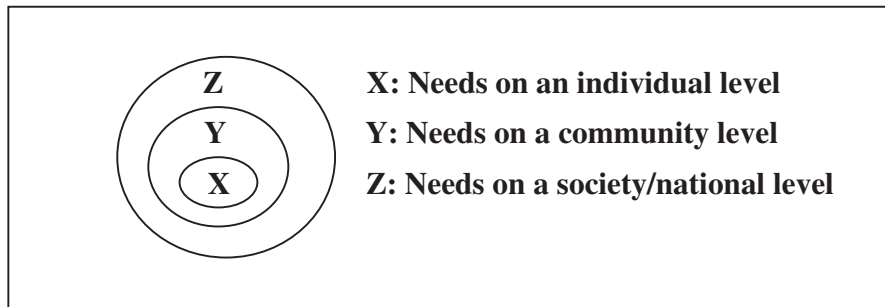 Z X: Needs on an individual level
Y Y: Needs on a community level
X Z: Needs on a society/national level